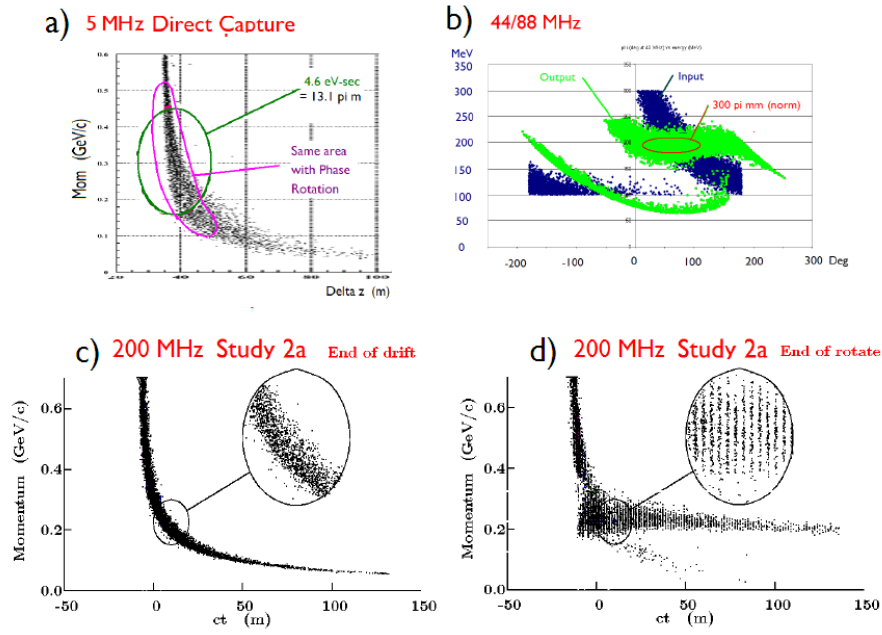 a) 5 MHz Direct Capture
0.6
0.5
0.4
0.3
0.2
0.1
0
Mom (GeV/c)
4.6 eV-sec
= 13.1 pi m
Same area
with Phase
Rotation
20 40 60 80 100
Delta z (m)
b) 44/88 MHz
MeV
350
300
250
200
150
100
50
0
Output
Input
300 pi mm (norm)
-200 -100 0 100 200 300 Deg
c) 200 MHz Study 2a End of drift
0.6
0.4
0.2
0.0
Momentum (GeV/c)
-50 0 50 100 150
ct (m)
d) 200 MHz Study 2a End of rotate
0.6
0.4
0.2
0.0
Momentum (GeV/c)
-50 0 50 100 150
ct (m)